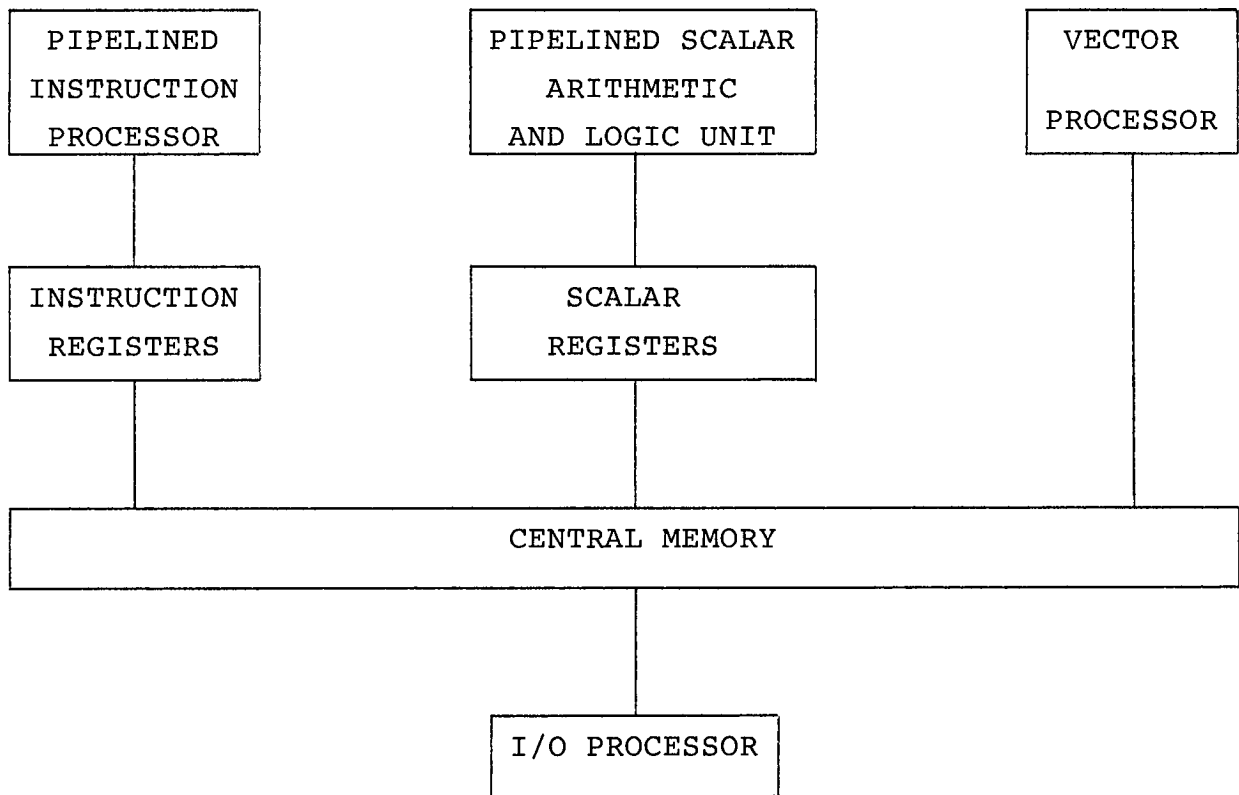 PIPELINED
INSTRUCTION
PROCESSOR
PIPELINED SCALAR
ARITHMETIC
AND LOGIC UNIT
VECTOR
PROCESSOR
INSTRUCTION
REGISTERS
SCALAR
REGISTERS
CENTRAL MEMORY
I/O PROCESSOR